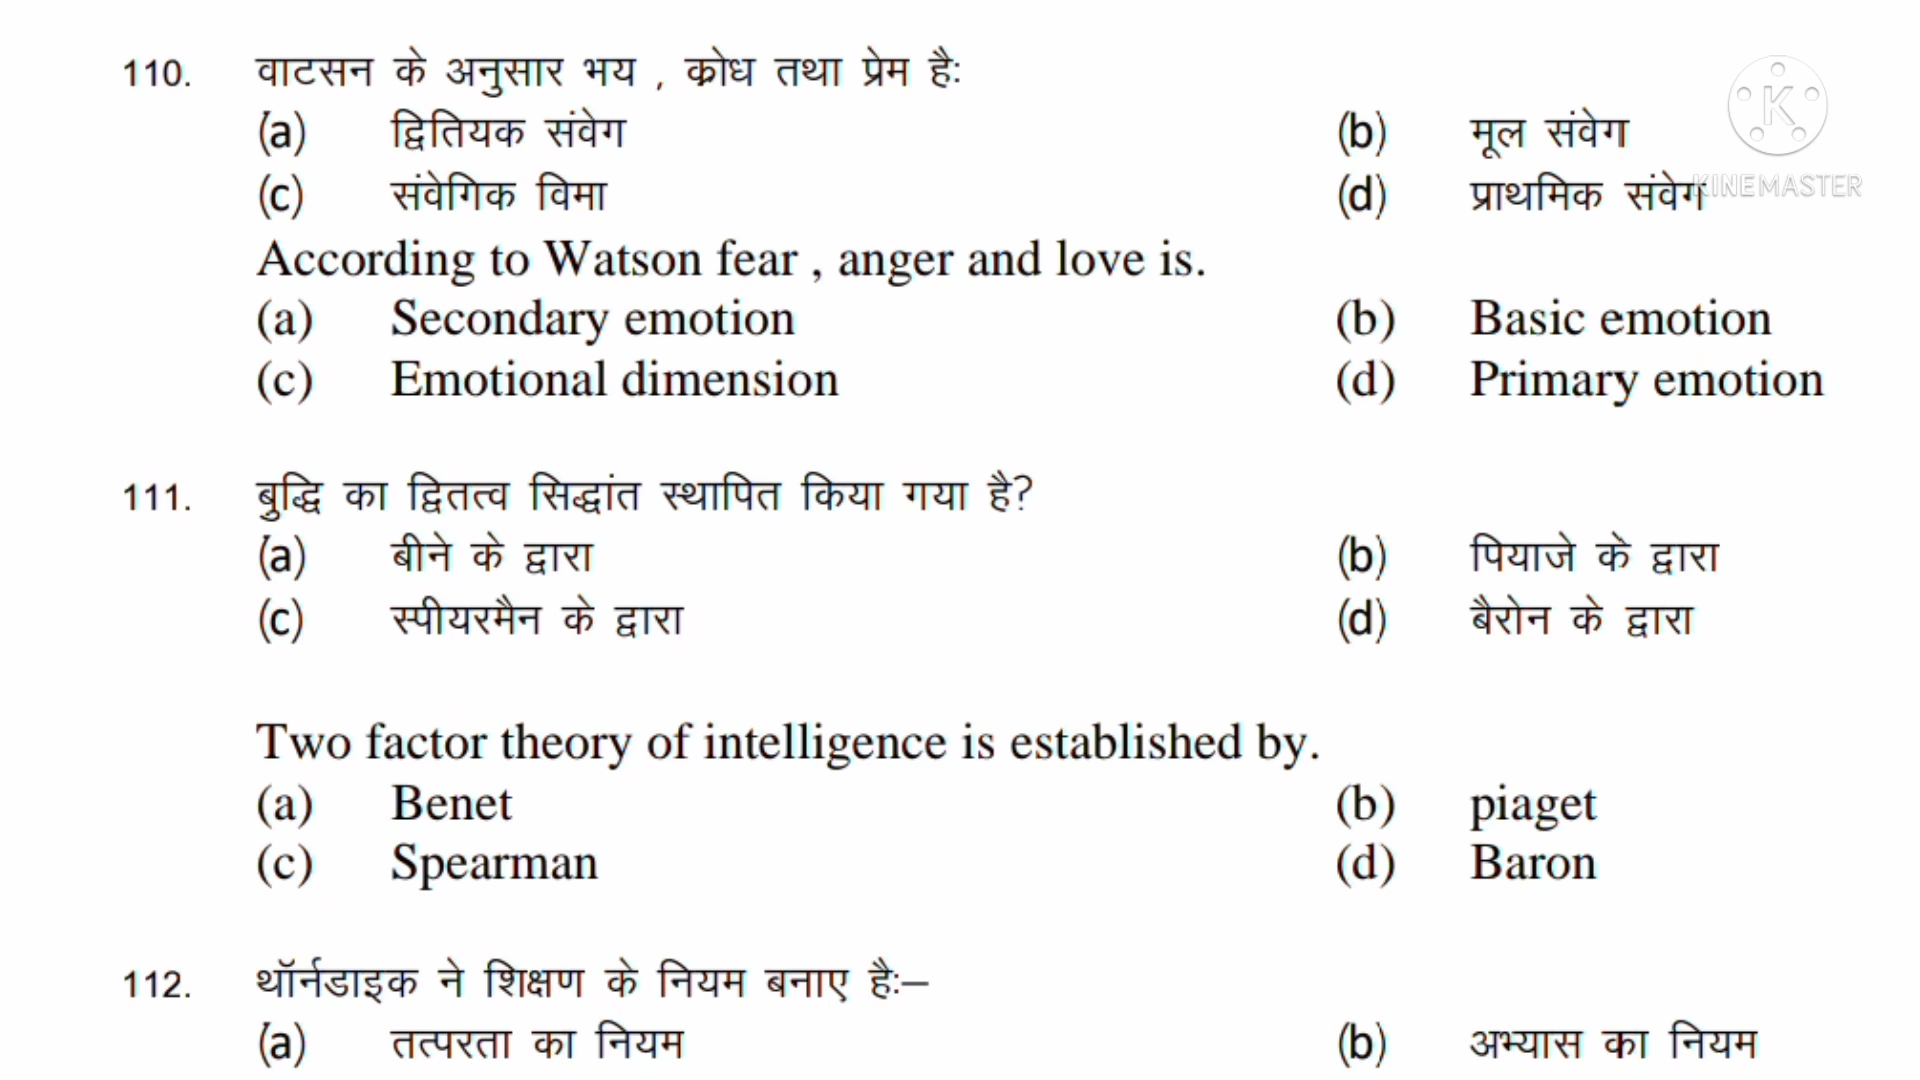 110. वाटसन के अनुसार भय , क्रोध तथा प्रेम हैः
(a) द्वितियक संवेग (b) मूल संवेग
(c) संवेगिक विमा (d) प्राथमिक संवेग
KINEMASTER
According to Watson fear , anger and love is.
(a) Secondary emotion (b) Basic emotion
(c) Emotional dimension (d) Primary emotion
111. बुद्धि का द्वितत्व सिद्धांत स्थापित किया गया है?
(a) बीने के द्वारा (b) पियाजे के द्वारा
(c) स्पीयरमैन के द्वारा (d) बैरोन के द्वारा
Two factor theory of intelligence is established by.
(a) Benet (b) piaget
(c) Spearman (d) Baron
112. थॉर्नडाइक ने शिक्षण के नियम बनाए हैः–
(a) तत्परता का नियम (b) अभ्यास का नियम